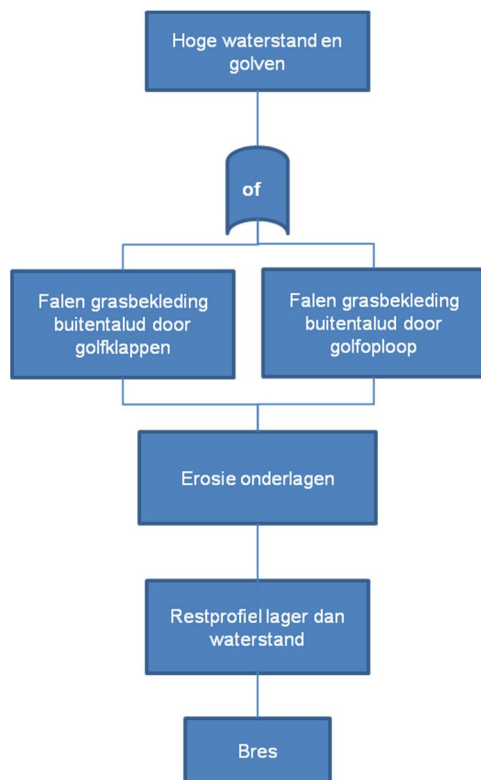 Hoge waterstand en
golven
of
Falen grasbekleding
buitentalud door
golfklappen
Falen grasbekleding
buitentalud door
golfoploop
Erosie onderlagen
Restprofiel lager dan
waterstand
Bres